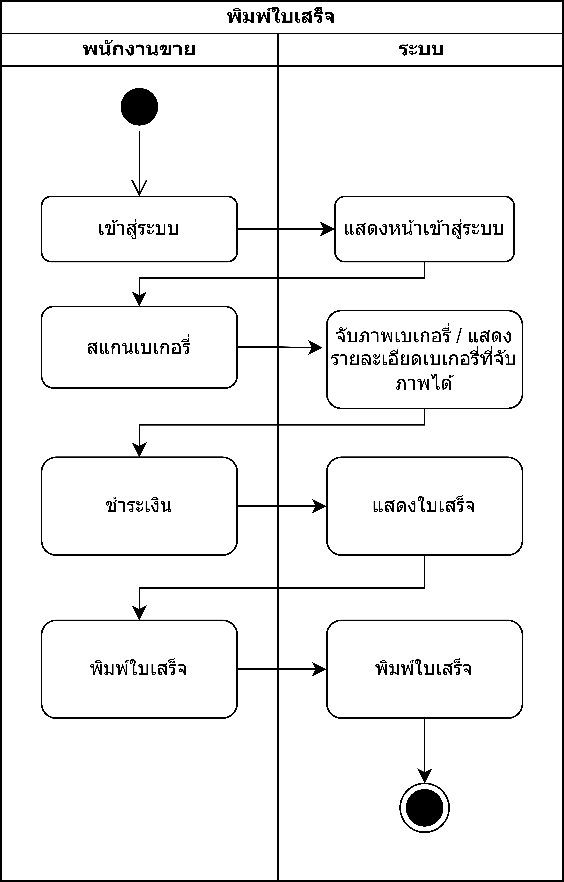 พิมพ์ใบเสร็จ
พนักงานขาย
ระบบ
เข้าสู่ระบบ
แสดงหน้าเข้าสู่ระบบ
สแกนเบเกอรี่
จับภาพเบเกอรี่ / แสดง
รายละเอียดเบเกอรี่ที่จับ
ภาพได้
ชำระเงิน
แสดงใบเสร็จ
พิมพ์ใบเสร็จ
พิมพ์ใบเสร็จ